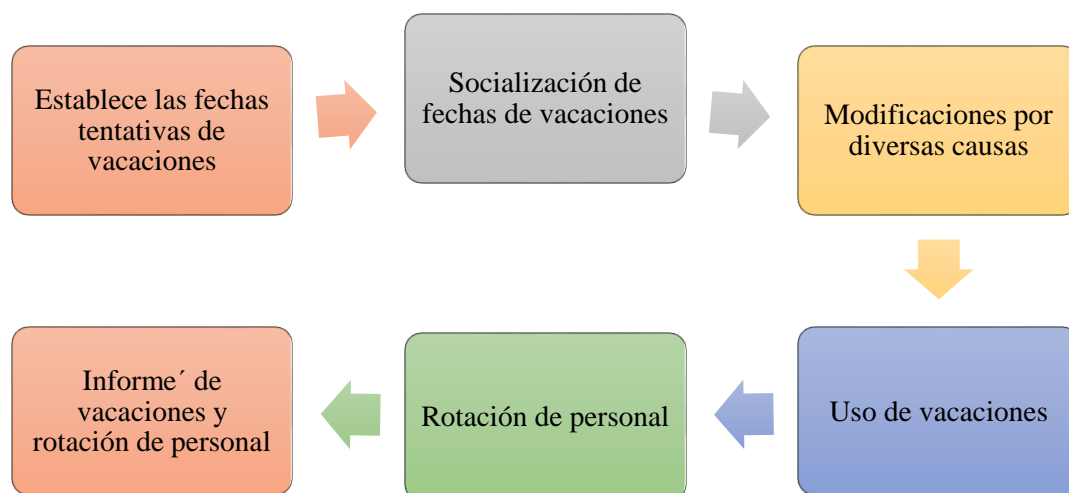 Establece las fechas
tentativas de
vacaciones
Socialización de
fechas de vacaciones
Modificaciones por
diversas causas
Uso de vacaciones
Rotación de personal
Informe´ de
vacaciones y
rotación de personal